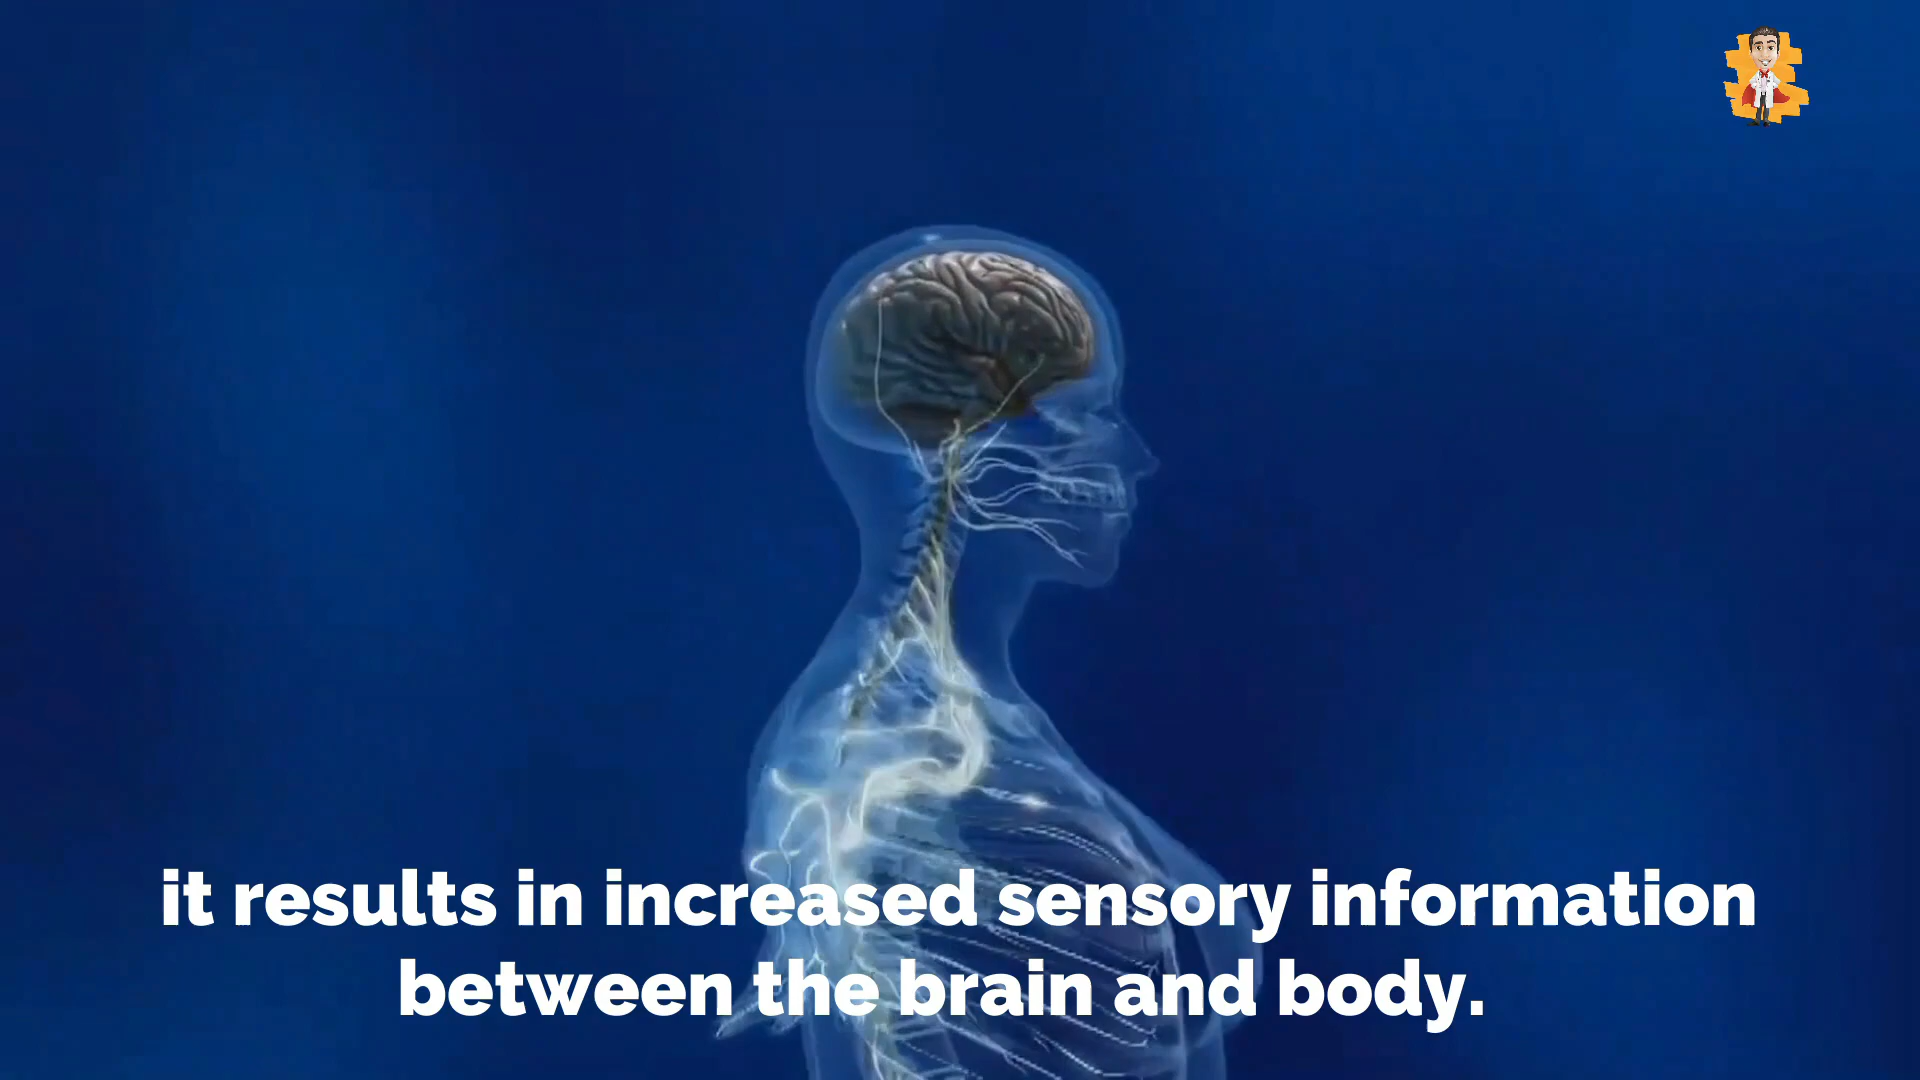 it results in increased sensory information
between the brain and body.